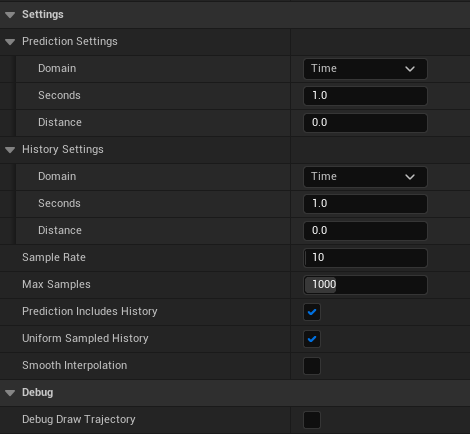 Settings
Prediction Settings
Domain Time
Seconds 1.0
Distance 0.0
History Settings
Domain Time
Seconds 1.0
Distance 0.0
Sample Rate 10
Max Samples 1000
Prediction Includes History
Uniform Sampled History
Smooth Interpolation
Debug
Debug Draw Trajectory